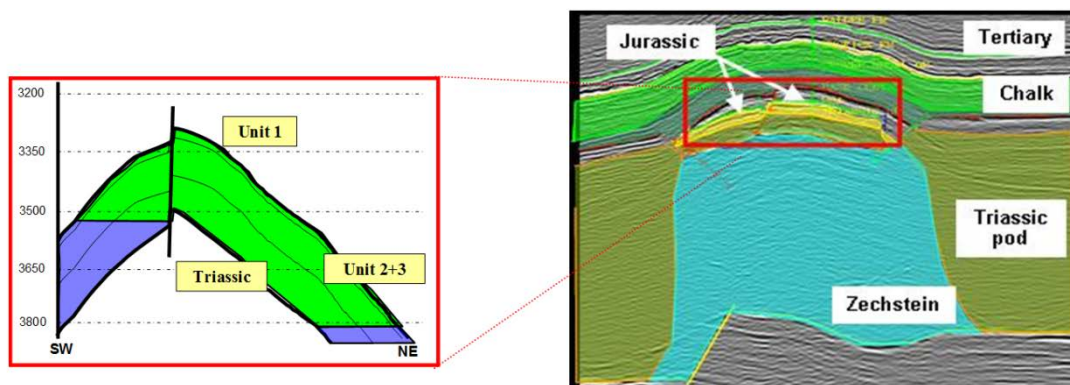 3200
3350
3500
3650
3800
Unit 1
Unit 2+3
Triassic
SW
NE
Jurassic
Tertiary
Chalk
Triassic
pod
Zechstein